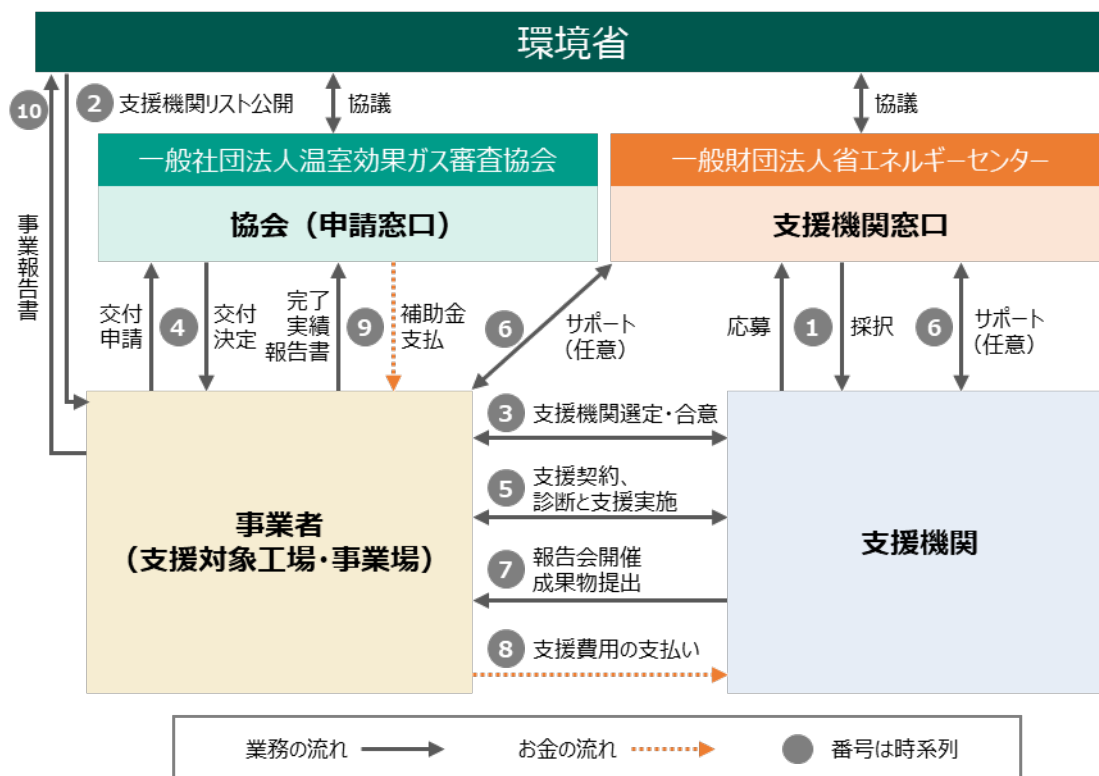 環境省
10
2 支援機関リスト公開
協議
協議
一般社団法人温室効果ガス審査協会
協会（申請窓口）
一般財団法人省エネルギーセンター
支援機関窓口
事業報告書
交付
申請
4
交付
決定
完了
実績
報告書
9
補助金
支払
6
サポート
（任意）
応募
1
採択
6
サポート
（任意）
3 支援機関選定・合意
5 支援契約、
診断と支援実施
7 報告会開催
成果物提出
8 支援費用の支払い
事業者
（支援対象工場・事業場）
支援機関
業務の流れ
お金の流れ
番号は時系列